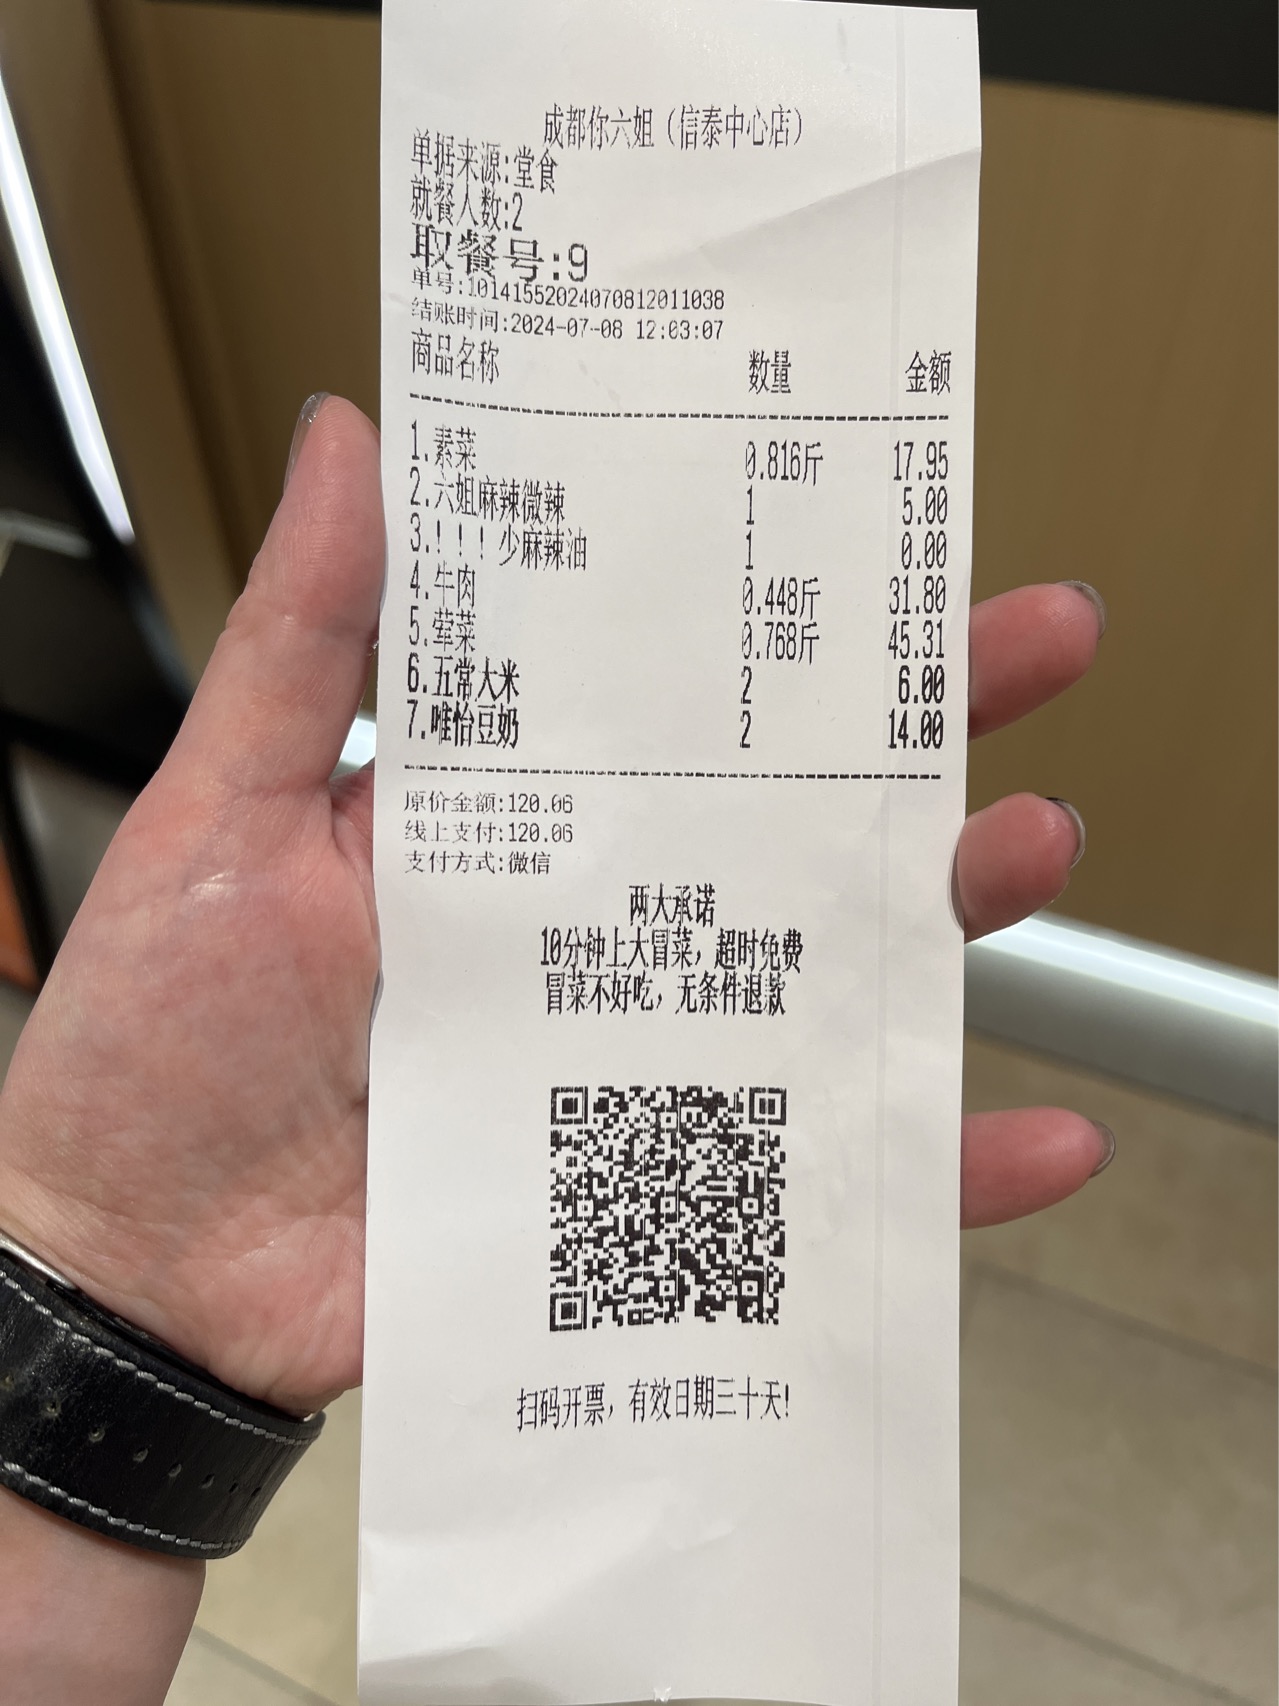 成都你六姐（信泰中心店）
单据来源:堂食
就餐人数:2
取餐号:9
单号:10141552024070812011038
结账时间:2024-07-08 12:03:07
商品名称 数量 金额
1.素菜 0.816斤 17.95
2.六姐麻辣微辣 1 5.00
3.！！！少麻辣油 1 0.00
4.牛肉 0.448斤 31.80
5.荤菜 0.768斤 45.31
6.五常大米 2 6.00
7.唯怡豆奶 2 14.00
原价金额:120.06
线上支付:120.06
支付方式:微信
两大承诺
10分钟上大冒菜，超时免费
冒菜不好吃，无条件退款
扫码开票，有效日期三十天!